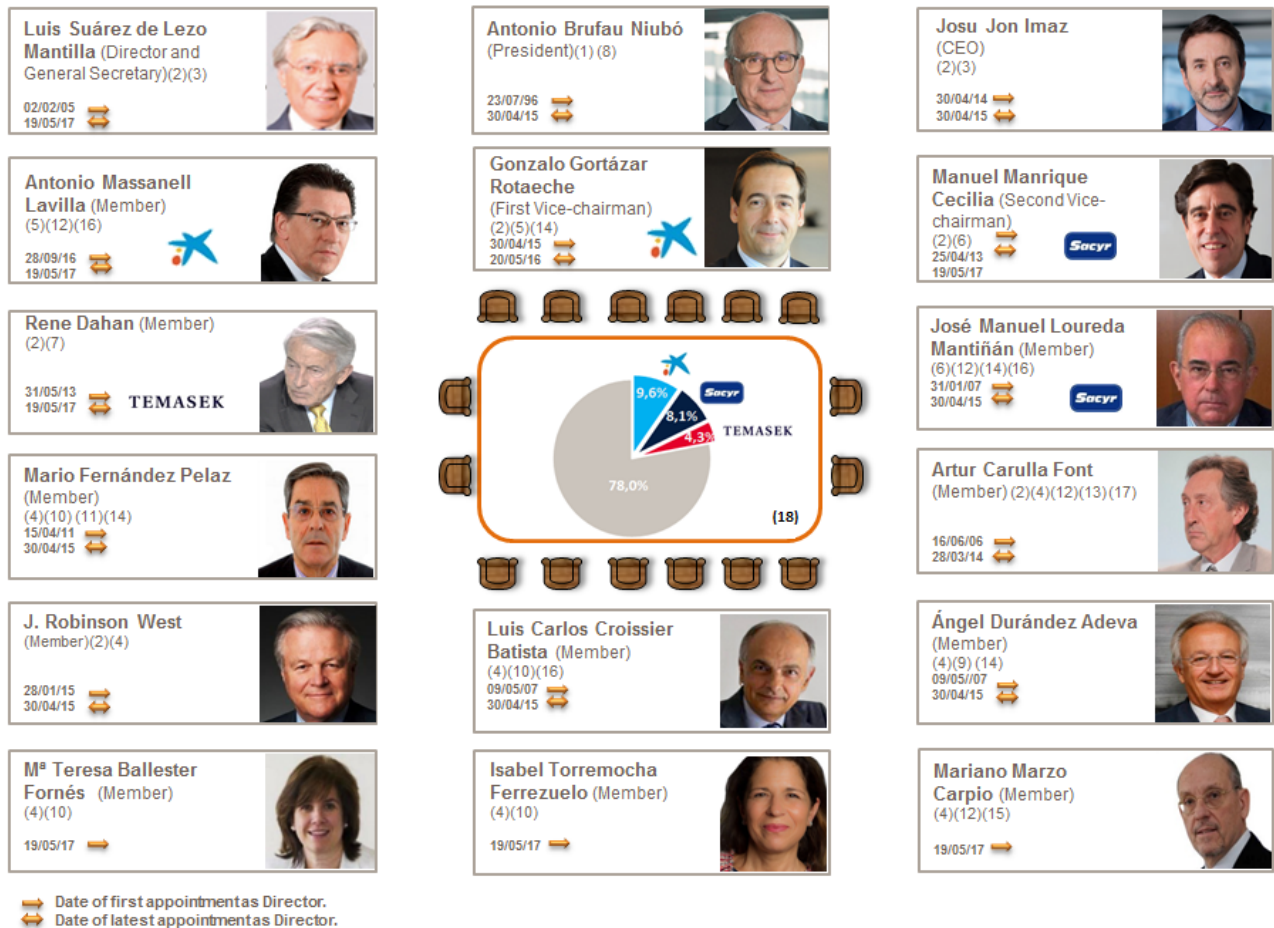 Luis Suárez de Lezo
Mantilla (Director and
General Secretary)(2)(3)
02/02/05
19/05/17
Antonio Brufau Niubó
(President)(1) (8)
23/07/96
30/04/15
Josu Jon Imaz
(CEO)
(2)(3)
30/04/14
30/04/15
Antonio Massanell
Lavilla (Member)
(5)(12)(16)
28/09/16
19/05/17
Gonzalo Gortázar
Rotaeche
(First Vice-chairman)
(2)(5)(14)
30/04/15
20/05/16
Manuel Manrique
Cecilia (Second Vice-
chairman)
(2)(6)
25/04/13
19/05/17
Sacyr
Rene Dahan (Member)
(2)(7)
31/05/13
19/05/17
TEMASEK
9,6%
Sacyr
8,1%
4,3%
TEMASEK
78,0%
(18)
José Manuel Loureda
Mantiñán (Member)
(6)(12)(14)(16)
31/01/07
30/04/15
Sacyr
Mario Fernández Pelaz
(Member)
(4)(10) (11)(14)
15/04/11
30/04/15
Artur Carulla Font
(Member) (2)(4)(12)(13)(17)
16/06/06
28/03/14
J. Robinson West
(Member)(2)(4)
28/01/15
30/04/15
Luis Carlos Croissier
Batista (Member)
(4)(10)(16)
09/05/07
30/04/15
Ángel Durández Adeva
(Member)
(4)(9) (14)
09/05//07
30/04/15
Mª Teresa Ballester
Fornés (Member)
(4)(10)
19/05/17
Isabel Torremocha
Ferrezuelo (Member)
(4)(10)
19/05/17
Mariano Marzo
Carpio (Member)
(4)(12)(15)
19/05/17
Date of first appointment as Director.
Date of latest appointment as Director.